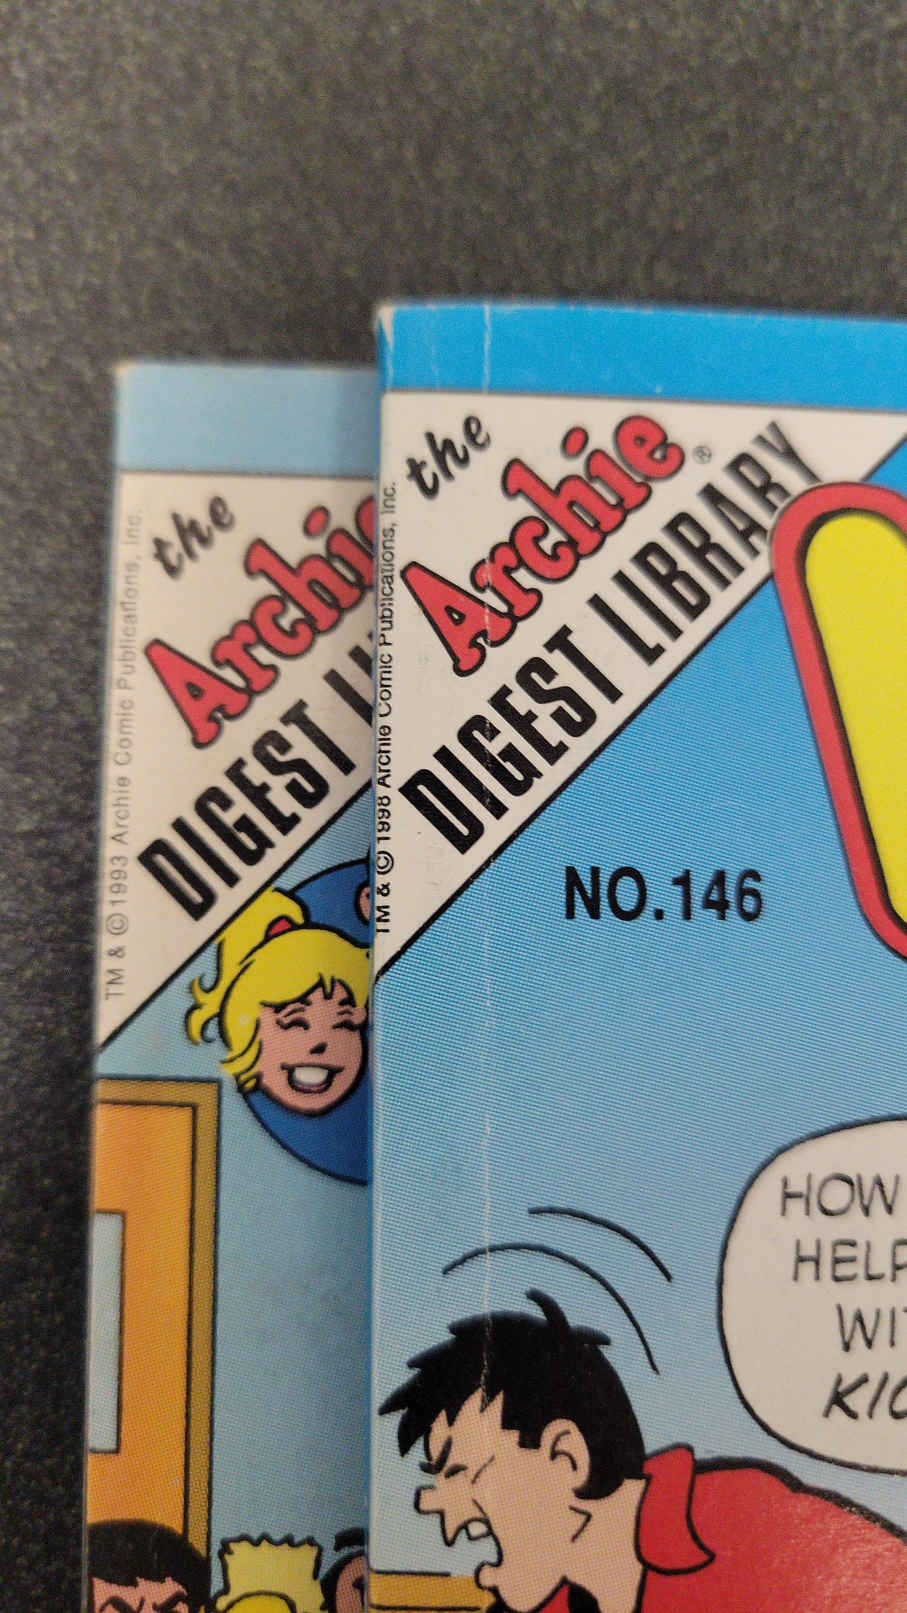 the
Archie
DIGEST
TM & © 1993 Archie Comic Publications, Inc.
the
Archie®
DIGEST LIBRARY
TM & © 1998 Archie Comic Publications, Inc.
NO.146
HOW
HELP
WIT
KIC